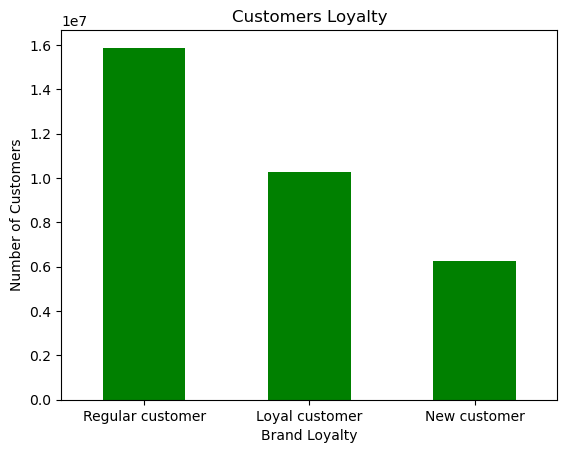 Customers Loyalty
1e7
1.6
1.4
1.2
1.0
0.8
0.6
0.4
0.2
0.0
Number of Customers
Regular customer
Loyal customer
New customer
Brand Loyalty